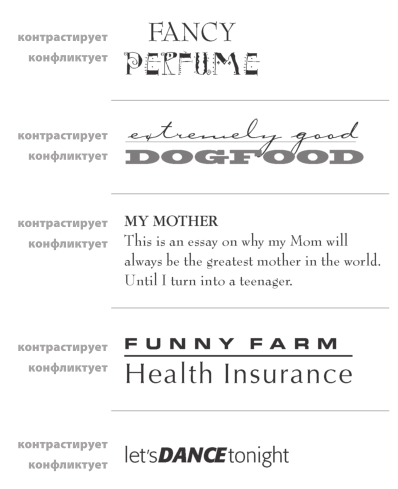 контрастирует
конфликтует
FANCY
PERFUME
контрастирует
конфликтует
extremely good
DOGFOOD
контрастирует
конфликтует
MY MOTHER
This is an essay on why my Mom will
always be the greatest mother in the world.
Until I turn into a teenager.
контрастирует
конфликтует
FUNNY FARM
Health Insurance
контрастирует
конфликтует
let's DANCE tonight